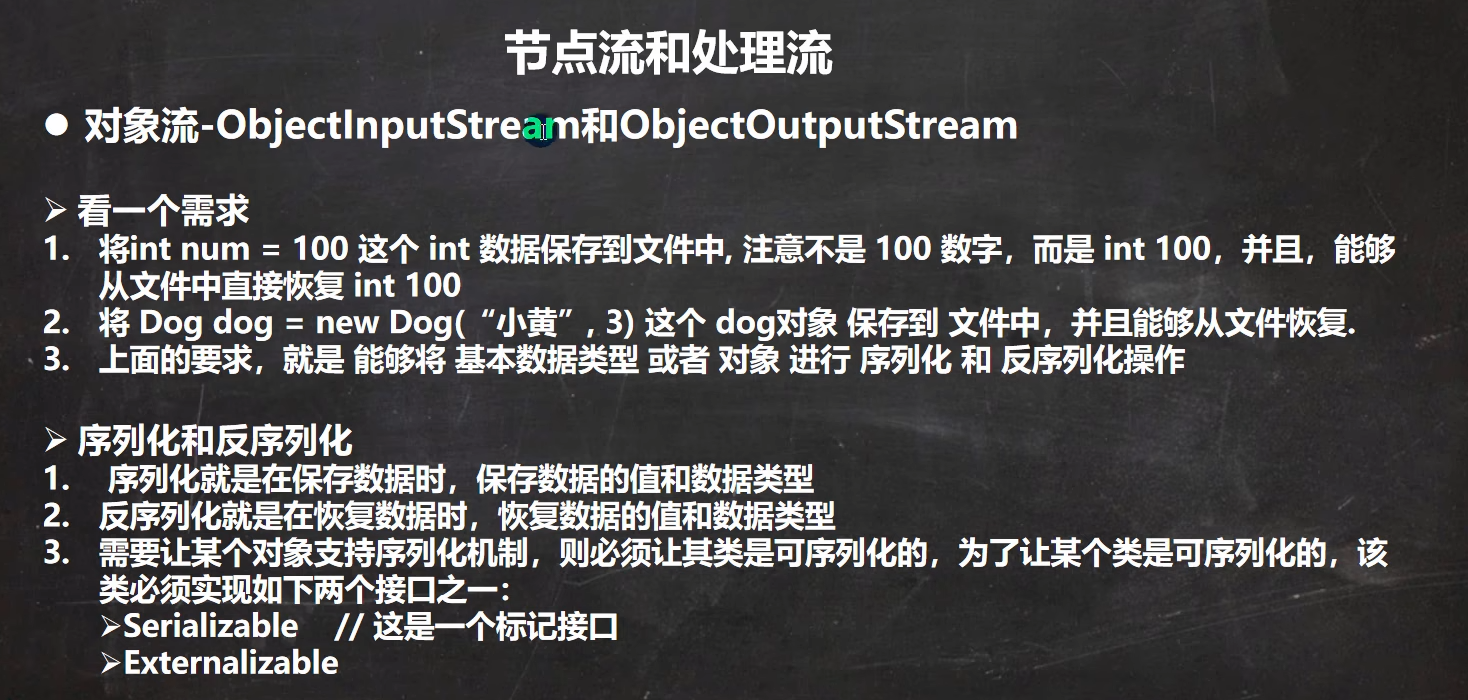 节点流和处理流
● 对象流-ObjectInputStream和ObjectOutputStream
➢ 看一个需求
1. 将int num = 100 这个 int 数据保存到文件中, 注意不是 100 数字，而是 int 100，并且，能够
从文件中直接恢复 int 100
2. 将 Dog dog = new Dog( “小黄”, 3) 这个 dog对象 保存到 文件中，并且能够从文件恢复.
3. 上面的要求，就是 能够将 基本数据类型 或者 对象 进行 序列化 和 反序列化操作
➢ 序列化和反序列化
1. 序列化就是在保存数据时，保存数据的值和数据类型
2. 反序列化就是在恢复数据时，恢复数据的值和数据类型
3. 需要让某个对象支持序列化机制，则必须让其类是可序列化的，为了让某个类是可序列化的，该
类必须实现如下两个接口之一：
➢Serializable // 这是一个标记接口
➢Externalizable